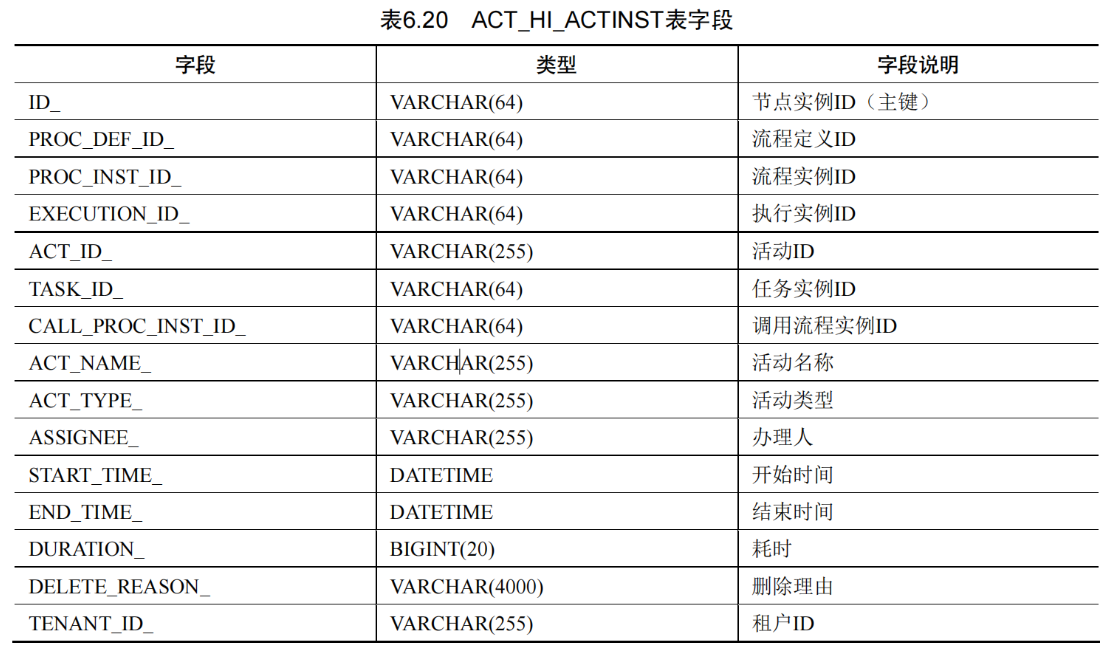 表6.20 ACT_HI_ACTINST表字段
字段 类型 字段说明
ID_ VARCHAR(64) 节点实例ID（主键）
PROC_DEF_ID_ VARCHAR(64) 流程定义ID
PROC_INST_ID_ VARCHAR(64) 流程实例ID
EXECUTION_ID_ VARCHAR(64) 执行实例ID
ACT_ID_ VARCHAR(255) 活动ID
TASK_ID_ VARCHAR(64) 任务实例ID
CALL_PROC_INST_ID_ VARCHAR(64) 调用流程实例ID
ACT_NAME_ VARCHAR(255) 活动名称
ACT_TYPE_ VARCHAR(255) 活动类型
ASSIGNEE_ VARCHAR(255) 办理人
START_TIME_ DATETIME 开始时间
END_TIME_ DATETIME 结束时间
DURATION_ BIGINT(20) 耗时
DELETE_REASON_ VARCHAR(4000) 删除理由
TENANT_ID_ VARCHAR(255) 租户ID